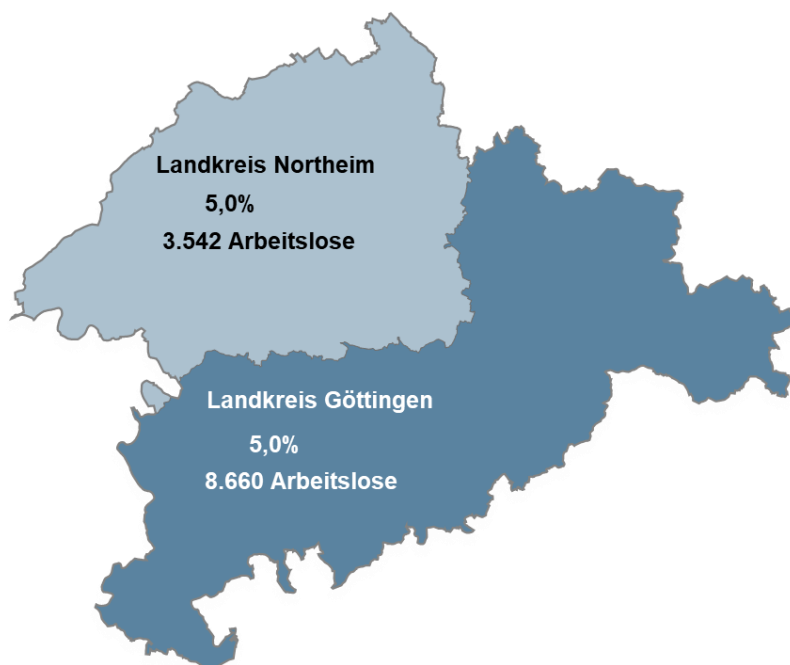 Landkreis Northeim
5,0%
3.542 Arbeitslose
Landkreis Göttingen
5,0%
8.660 Arbeitslose